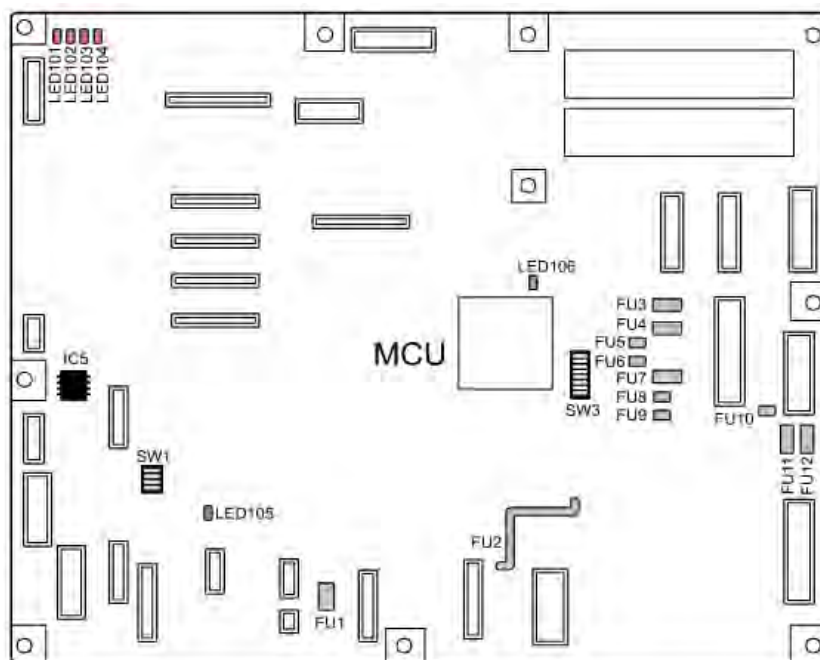 LED101
LED102
LED103
LED104
LED106
FU3
FU4
FU5
FU6
FU7
FU8
FU9
MCU
SW3
IC5
FU10
FU11
FU12
SW1
LED105
FU2
FU1